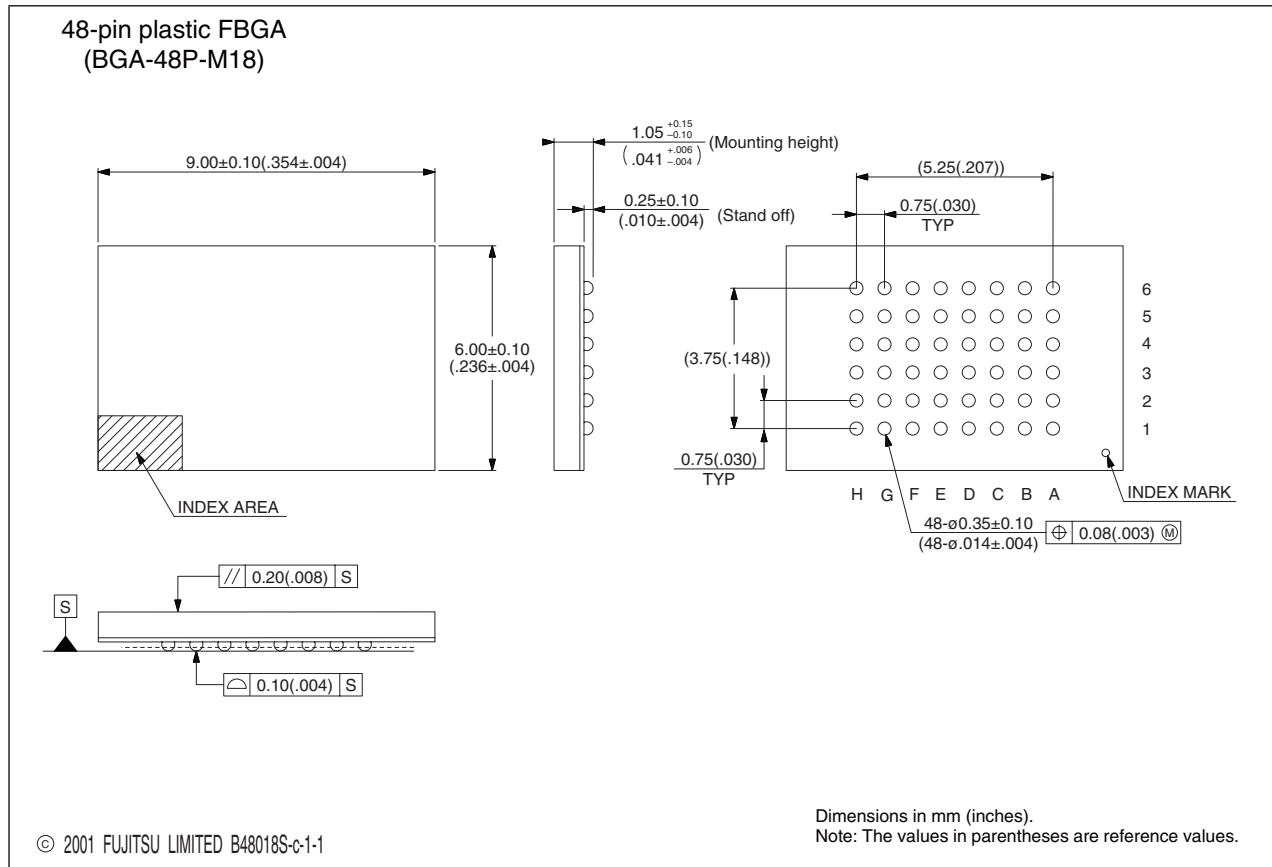 48-pin plastic FBGA
(BGA-48P-M18)
9.00±0.10(.354±.004)
1.05 +0.15 −0.10 (Mounting height)
(.041 +.006 −.004)
0.25±0.10
(.010±.004) (Stand off)
(5.25(.207))
0.75(.030)
TYP
6.00±0.10
(.236±.004)
INDEX AREA
(3.75(.148))
0.75(.030)
TYP
6
5
4
3
2
1
H G F E D C B A
INDEX MARK
48-ø0.35±0.10
(48-ø.014±.004)
⌖ 0.08(.003) Ⓜ
// 0.20(.008) S
S
⌓ 0.10(.004) S
© 2001 FUJITSU LIMITED B48018S-c-1-1
Dimensions in mm (inches).
Note: The values in parentheses are reference values.